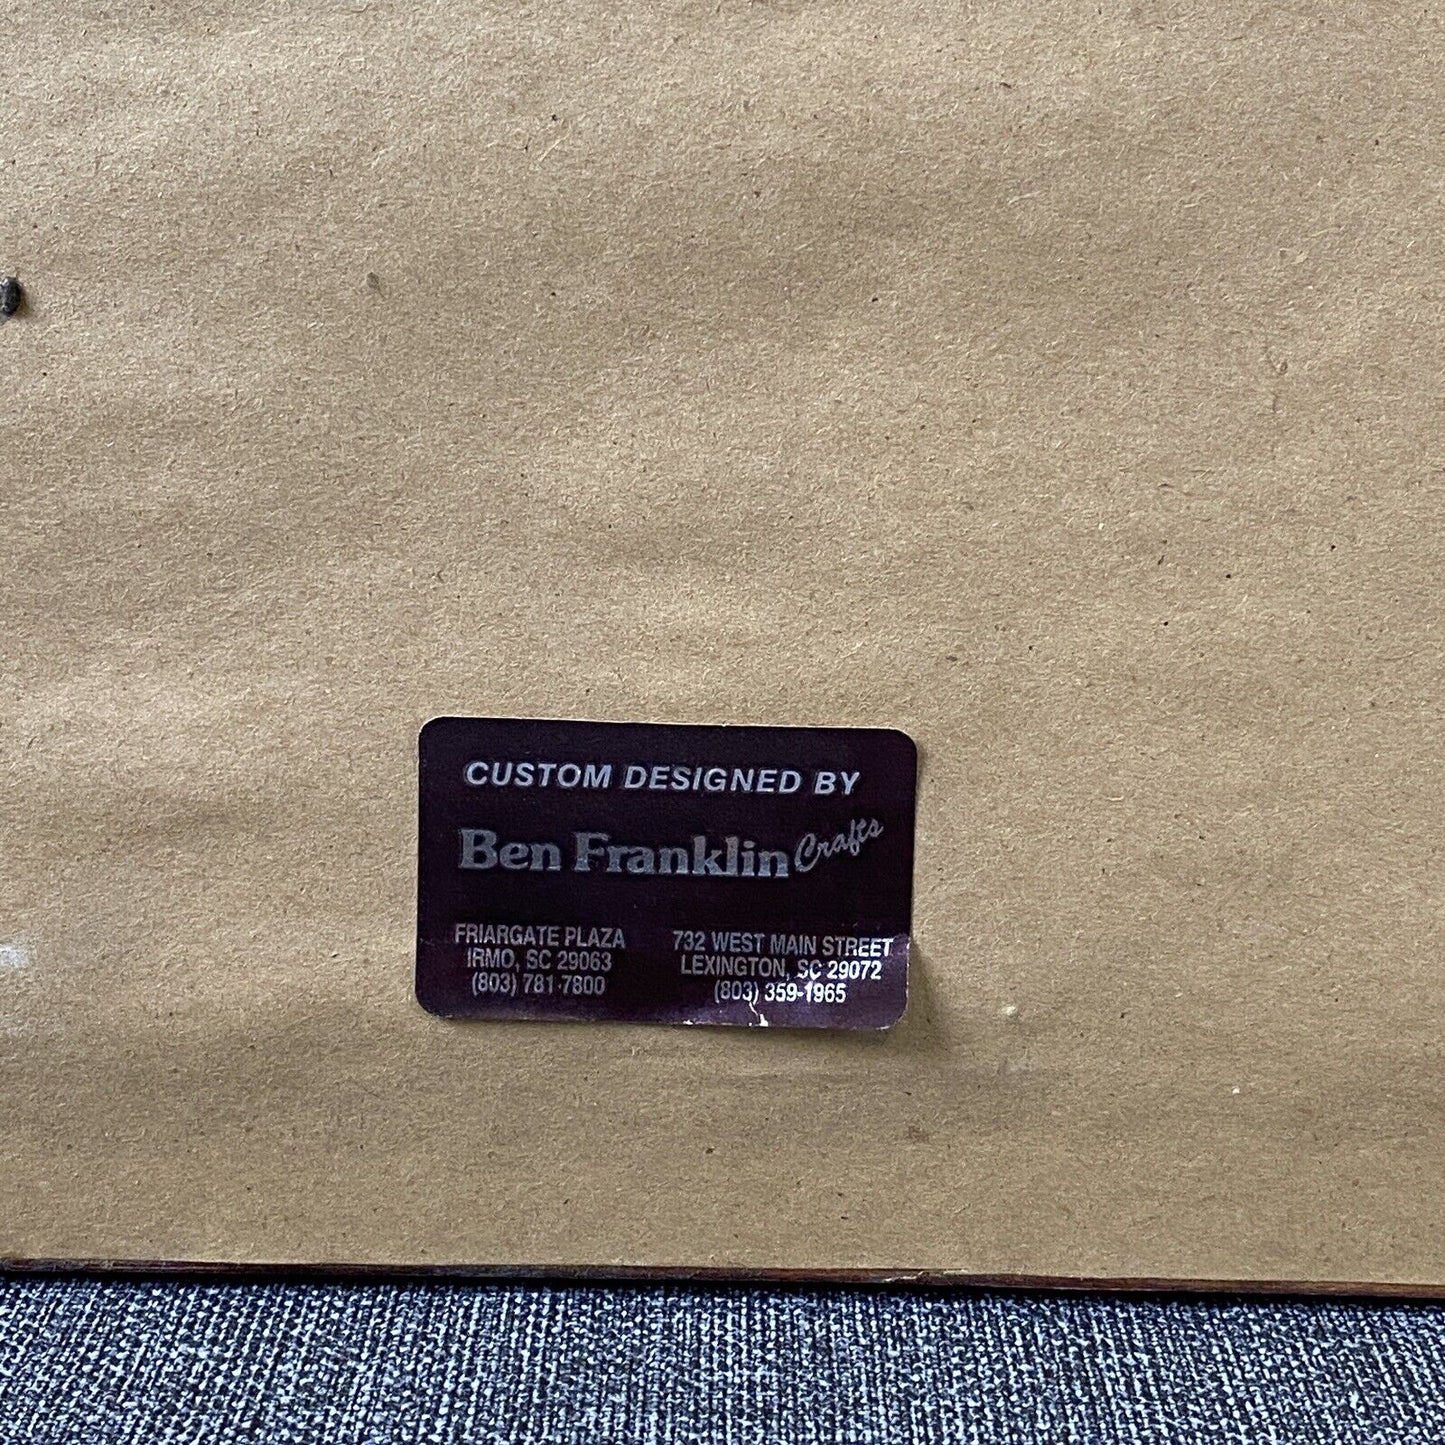 CUSTOM DESIGNED BY
Ben Franklin Crafts
FRIARGATE PLAZA
IRMO, SC 29063
(803) 781-7800
732 WEST MAIN STREET
LEXINGTON, SC 29072
(803) 359-1965